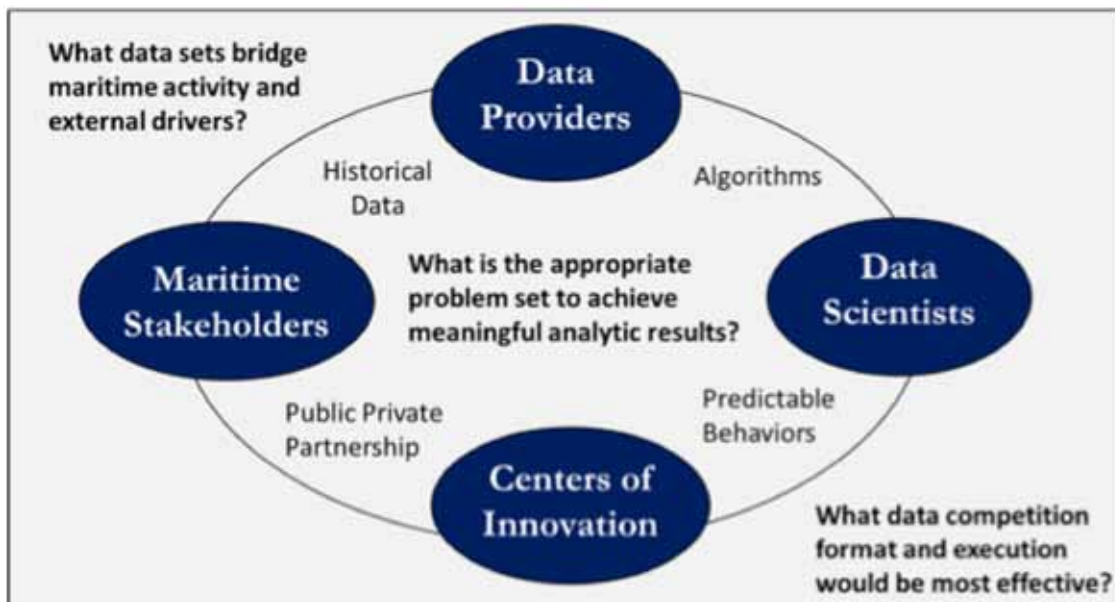 What data sets bridge
maritime activity and
external drivers?
Data
Providers
Historical
Data
Algorithms
Maritime
Stakeholders
What is the appropriate
problem set to achieve
meaningful analytic results?
Data
Scientists
Public Private
Partnership
Predictable
Behaviors
Centers of
Innovation
What data competition
format and execution
would be most effective?